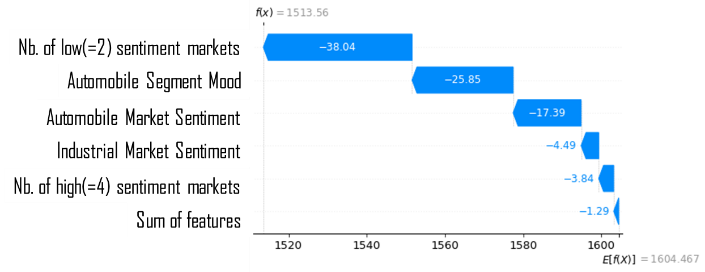 f(x) = 1513.56
Nb. of low(=2) sentiment markets
−38.04
Automobile Segment Mood
−25.85
Automobile Market Sentiment
−17.39
Industrial Market Sentiment
−4.49
Nb. of high(=4) sentiment markets
−3.84
Sum of features
−1.29
1520 1540 1560 1580 1600
E[f(X)] = 1604.467